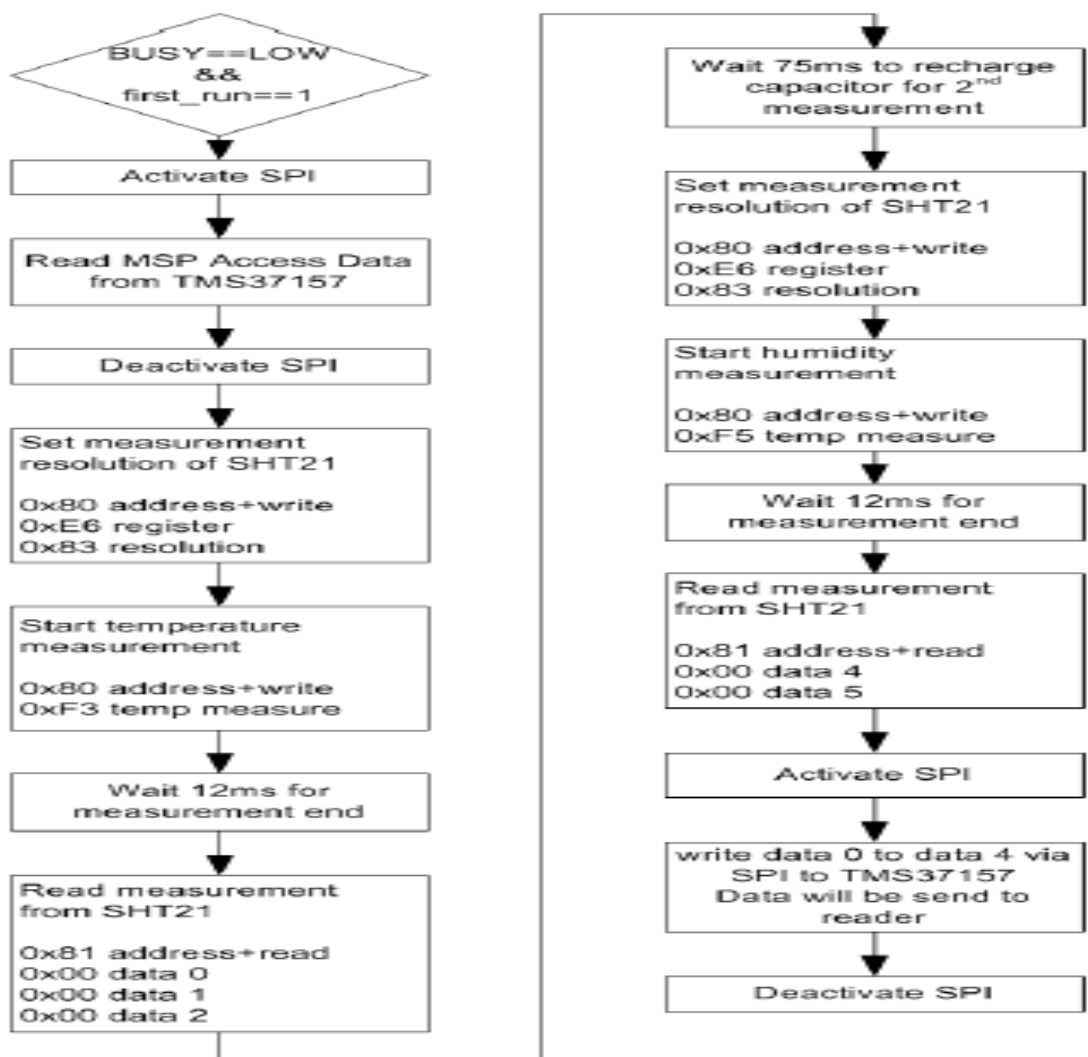 BUSY==LOW
&&
first_run==1
Activate SPI
Read MSP Access Data
from TMS37157
Deactivate SPI
Set measurement
resolution of SHT21
0x80 address+write
0xE6 register
0x83 resolution
Start temperature
measurement
0x80 address+write
0xF3 temp measure
Wait 12ms for
measurement end
Read measurement
from SHT21
0x81 address+read
0x00 data 0
0x00 data 1
0x00 data 2
Wait 75ms to recharge
capacitor for 2nd
measurement
Set measurement
resolution of SHT21
0x80 address+write
0xE6 register
0x83 resolution
Start humidity
measurement
0x80 address+write
0xF5 temp measure
Wait 12ms for
measurement end
Read measurement
from SHT21
0x81 address+read
0x00 data 4
0x00 data 5
Activate SPI
write data 0 to data 4 via
SPI to TMS37157
Data will be send to
reader
Deactivate SPI